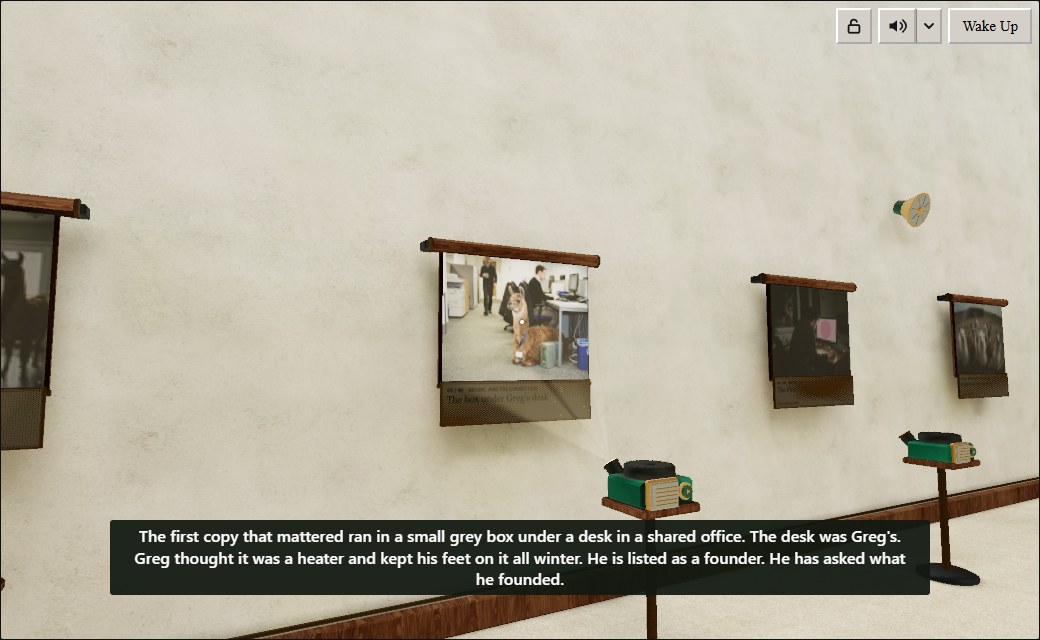 Wake Up
The box under Greg's desk
The first copy that mattered ran in a small grey box under a desk in a shared office. The desk was Greg's.
Greg thought it was a heater and kept his feet on it all winter. He is listed as a founder. He has asked what
he founded.